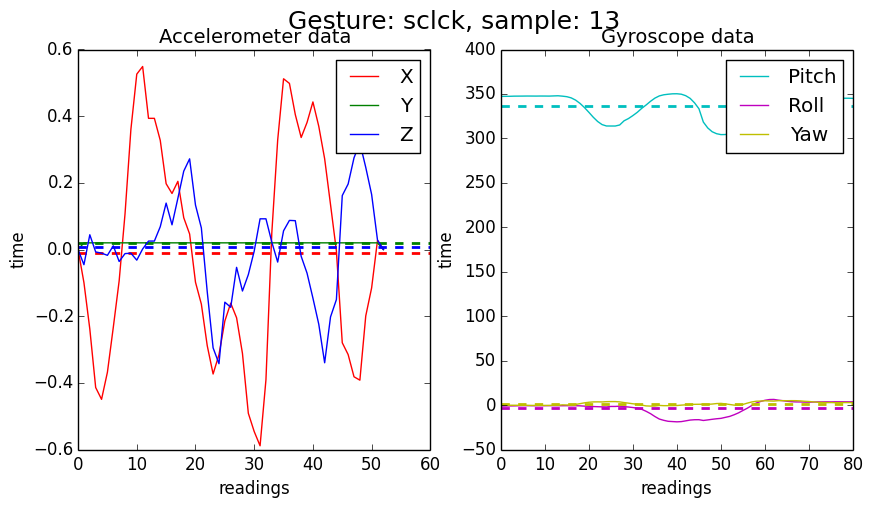 Gesture: sclck, sample: 13
Accelerometer data
0.6
0.4
0.2
0.0
−0.2
−0.4
−0.6
time
0
10
20
30
40
50
60
readings
X
Y
Z
Gyroscope data
400
350
300
250
200
150
100
50
0
−50
time
0
10
20
30
40
50
60
70
80
readings
Pitch
Roll
Yaw